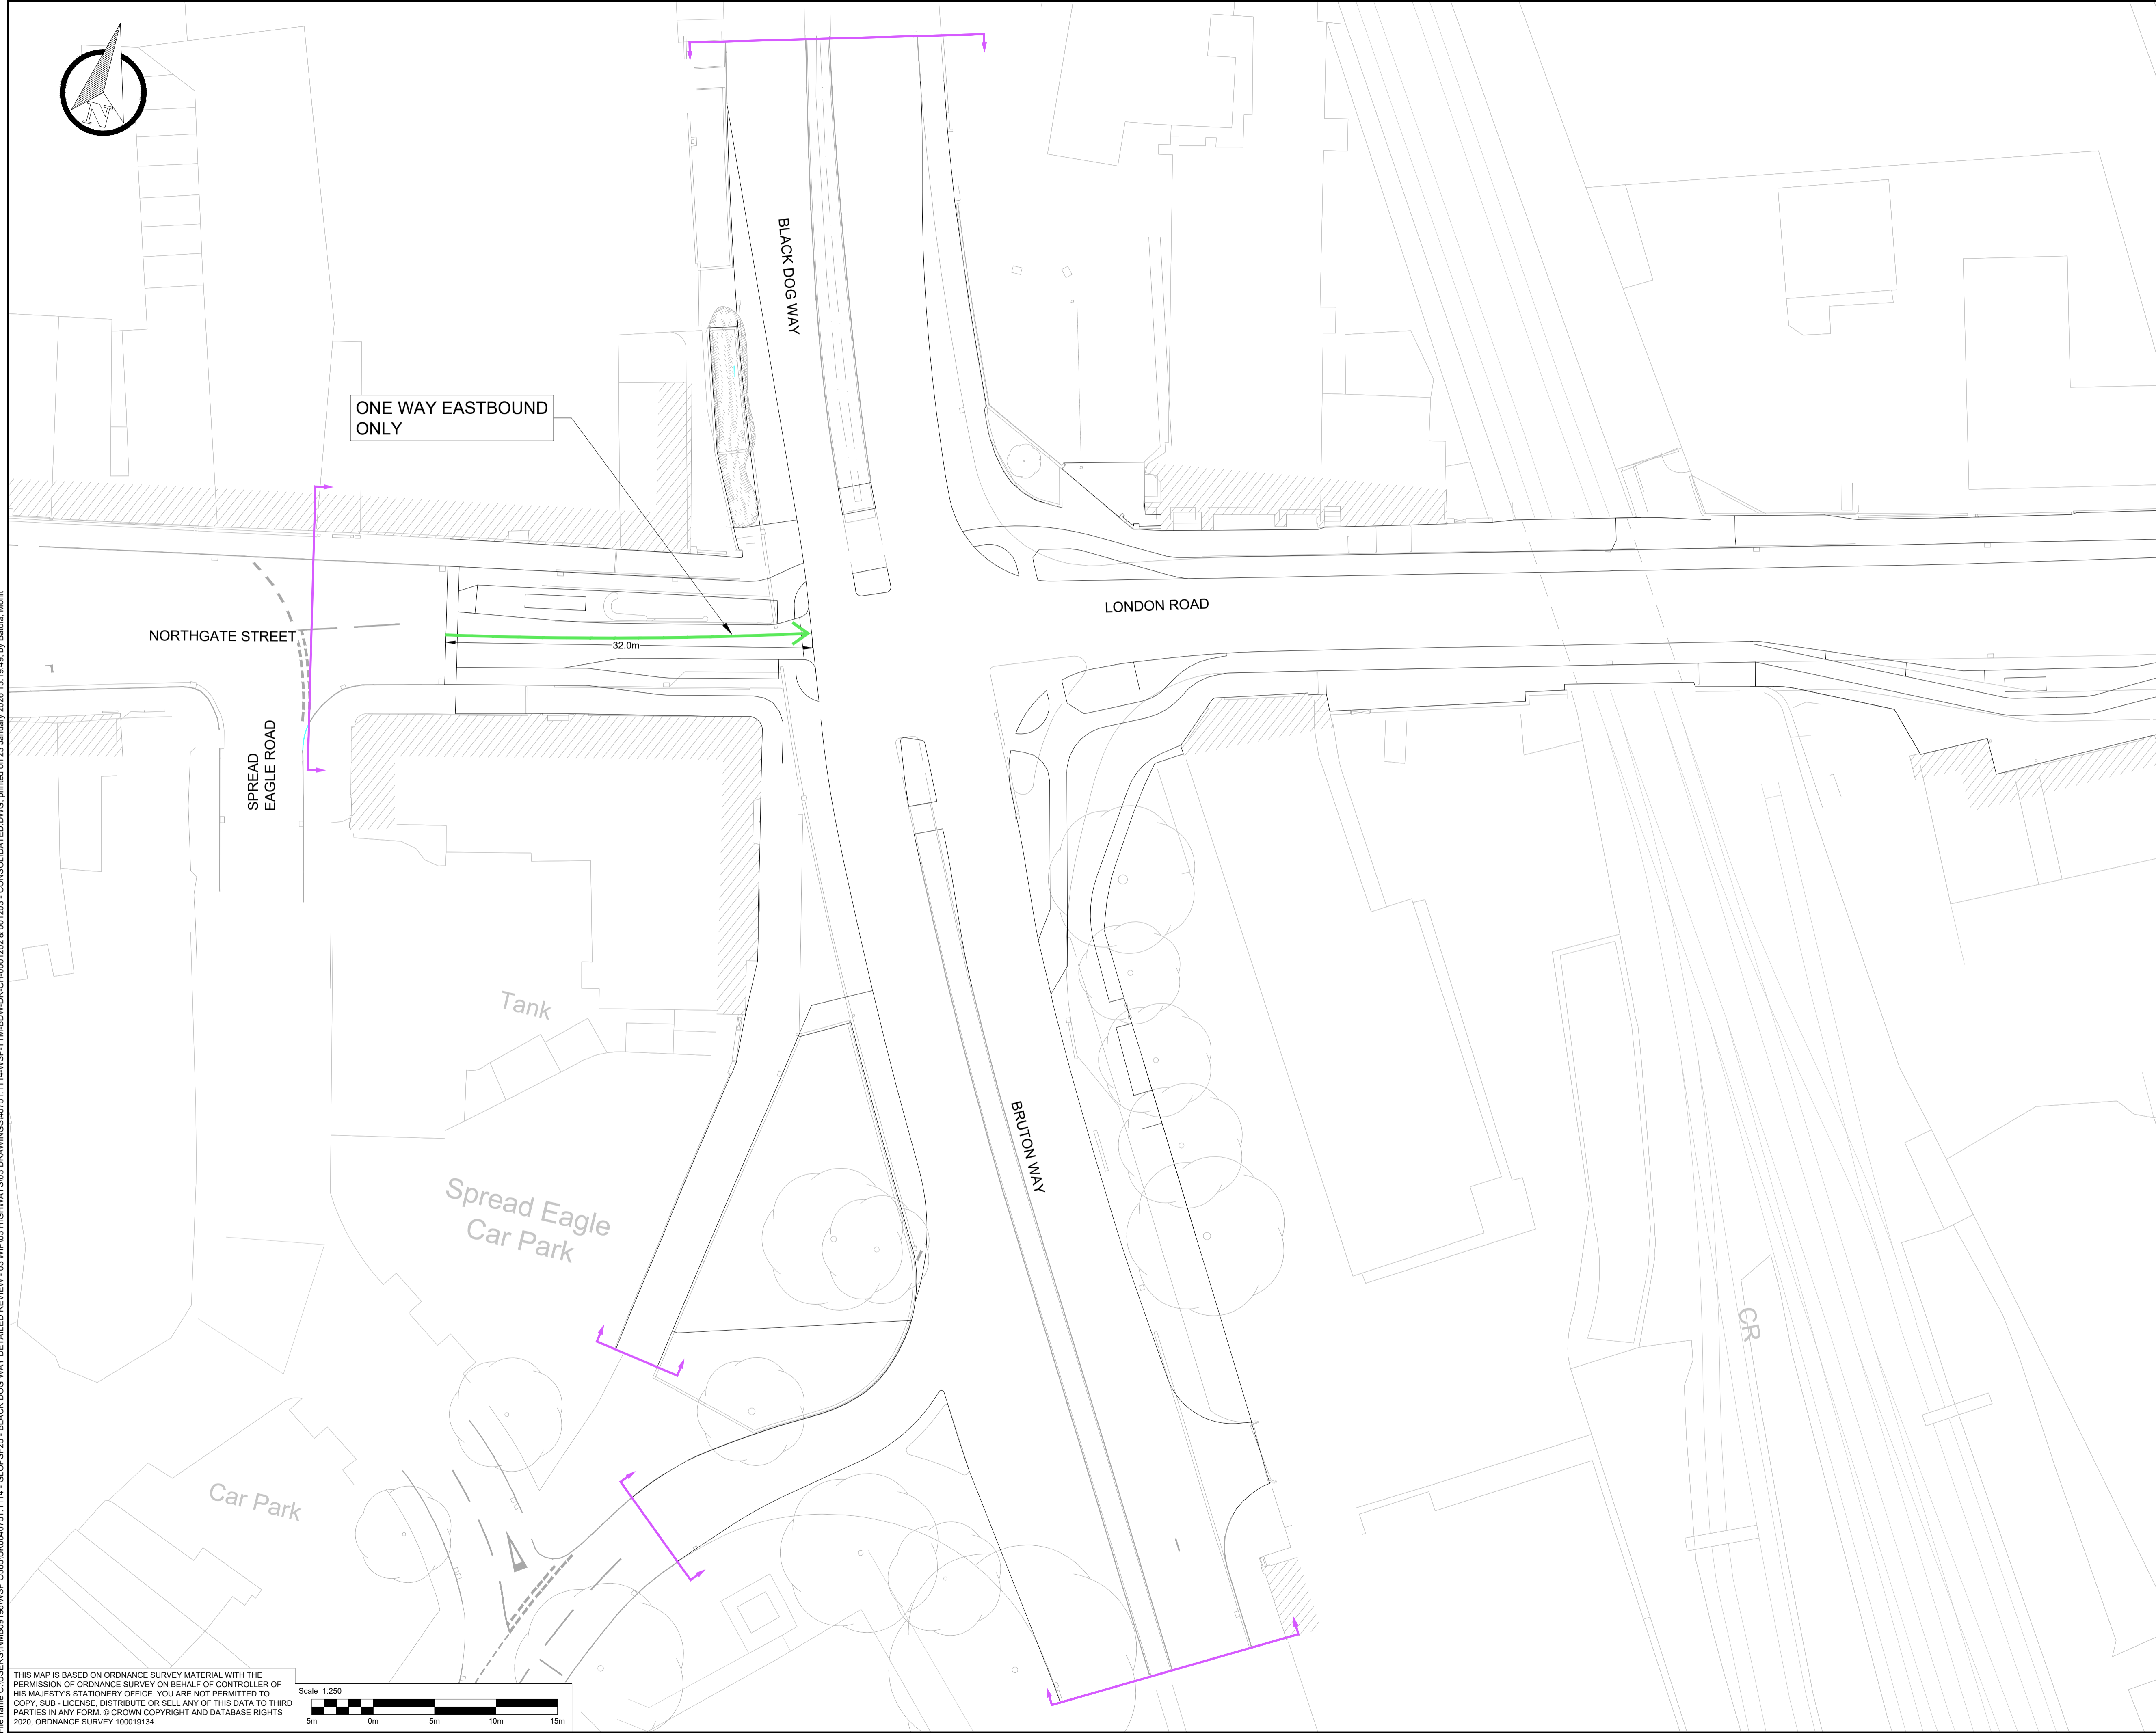 N
BLACK DOG WAY
ONE WAY EASTBOUND
ONLY
LONDON ROAD
NORTHGATE STREET
32.0m
SPREAD
EAGLE ROAD
Tank
BRUTON WAY
Spread Eagle
Car Park
CR
Car Park
THIS MAP IS BASED ON ORDNANCE SURVEY MATERIAL WITH THE
PERMISSION OF ORDNANCE SURVEY ON BEHALF OF CONTROLLER OF
HIS MAJESTY'S STATIONERY OFFICE. YOU ARE NOT PERMITTED TO
COPY, SUB - LICENSE, DISTRIBUTE OR SELL ANY OF THIS DATA TO THIRD
PARTIES IN ANY FORM. © CROWN COPYRIGHT AND DATABASE RIGHTS
2020, ORDNANCE SURVEY 100019134.
Scale 1:250
5m 0m 5m 10m 15m